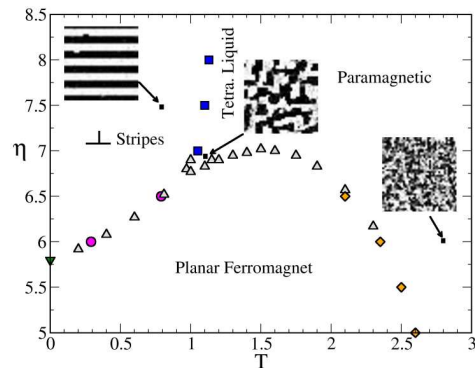 8.5
8
7.5
7
6.5
6
5.5
5
η
Tetra. Liquid
Paramagnetic
⊥ Stripes
Planar Ferromagnet
0 0.5 1 1.5 2 2.5 3
T